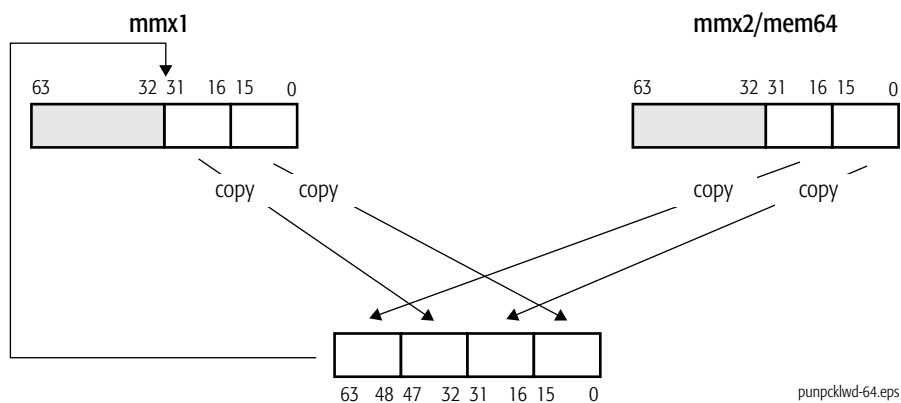 mmx1 mmx2/mem64
63 32 31 16 15 0 63 32 31 16 15 0
copy copy copy copy
63 48 47 32 31 16 15 0
punpcklwd-64.eps